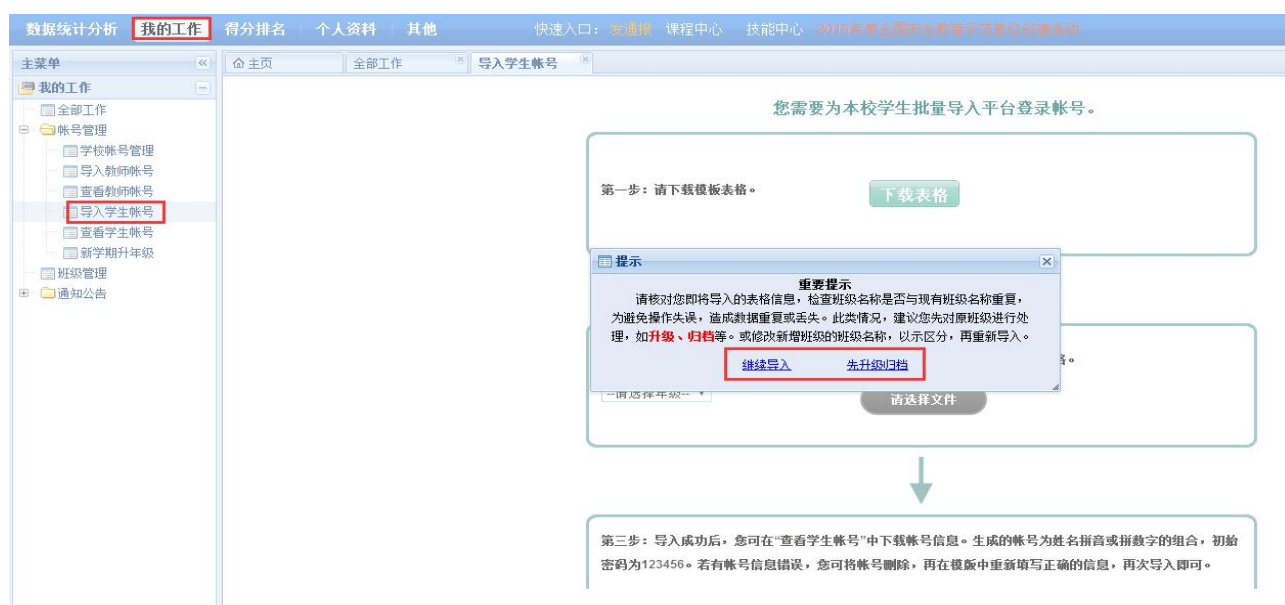 数据统计分析 我的工作 得分排名 个人资料 其他 快速入口：发通报 课程中心 技能中心
主菜单 主页 全部工作 导入学生帐号
我的工作
全部工作
帐号管理
学校帐号管理
导入教师帐号
查看教师帐号
导入学生帐号
查看学生帐号
新学期升年级
班级管理
通知公告
您需要为本校学生批量导入平台登录帐号。
第一步：请下载模板表格。 下载表格
提示
重要提示
请核对您即将导入的表格信息，检查班级名称是否与现有班级名称重复，
为避免操作失误，造成数据重复或丢失。此类情况，建议您先对原班级进行处
理，如升级、归档等。或修改新增班级的班级名称，以示区分，再重新导入。
继续导入 先升级归档
--请选择年级-- 请选择文件
第三步：导入成功后，您可在“查看学生帐号”中下载帐号信息。生成的帐号为姓名拼音或拼数字的组合，初始
密码为123456。若有帐号信息错误，您可将帐号删除，再在模版中重新填写正确的信息，再次导入即可。